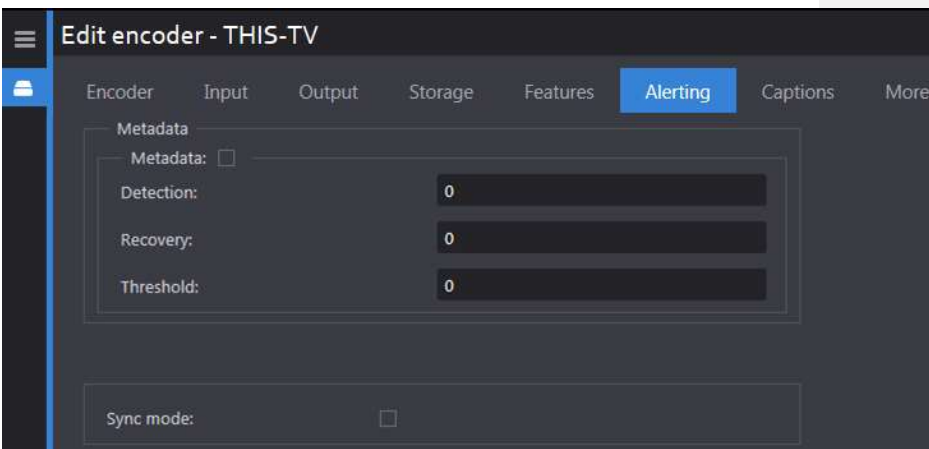 Edit encoder - THIS-TV
Encoder Input Output Storage Features Alerting Captions More
Metadata
Metadata:
Detection: 0
Recovery: 0
Threshold: 0
Sync mode: